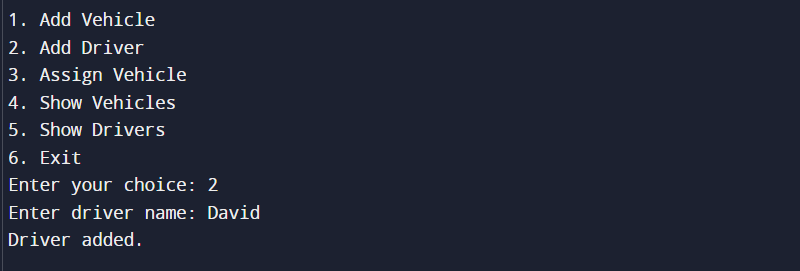 1. Add Vehicle
2. Add Driver
3. Assign Vehicle
4. Show Vehicles
5. Show Drivers
6. Exit
Enter your choice: 2
Enter driver name: David
Driver added.